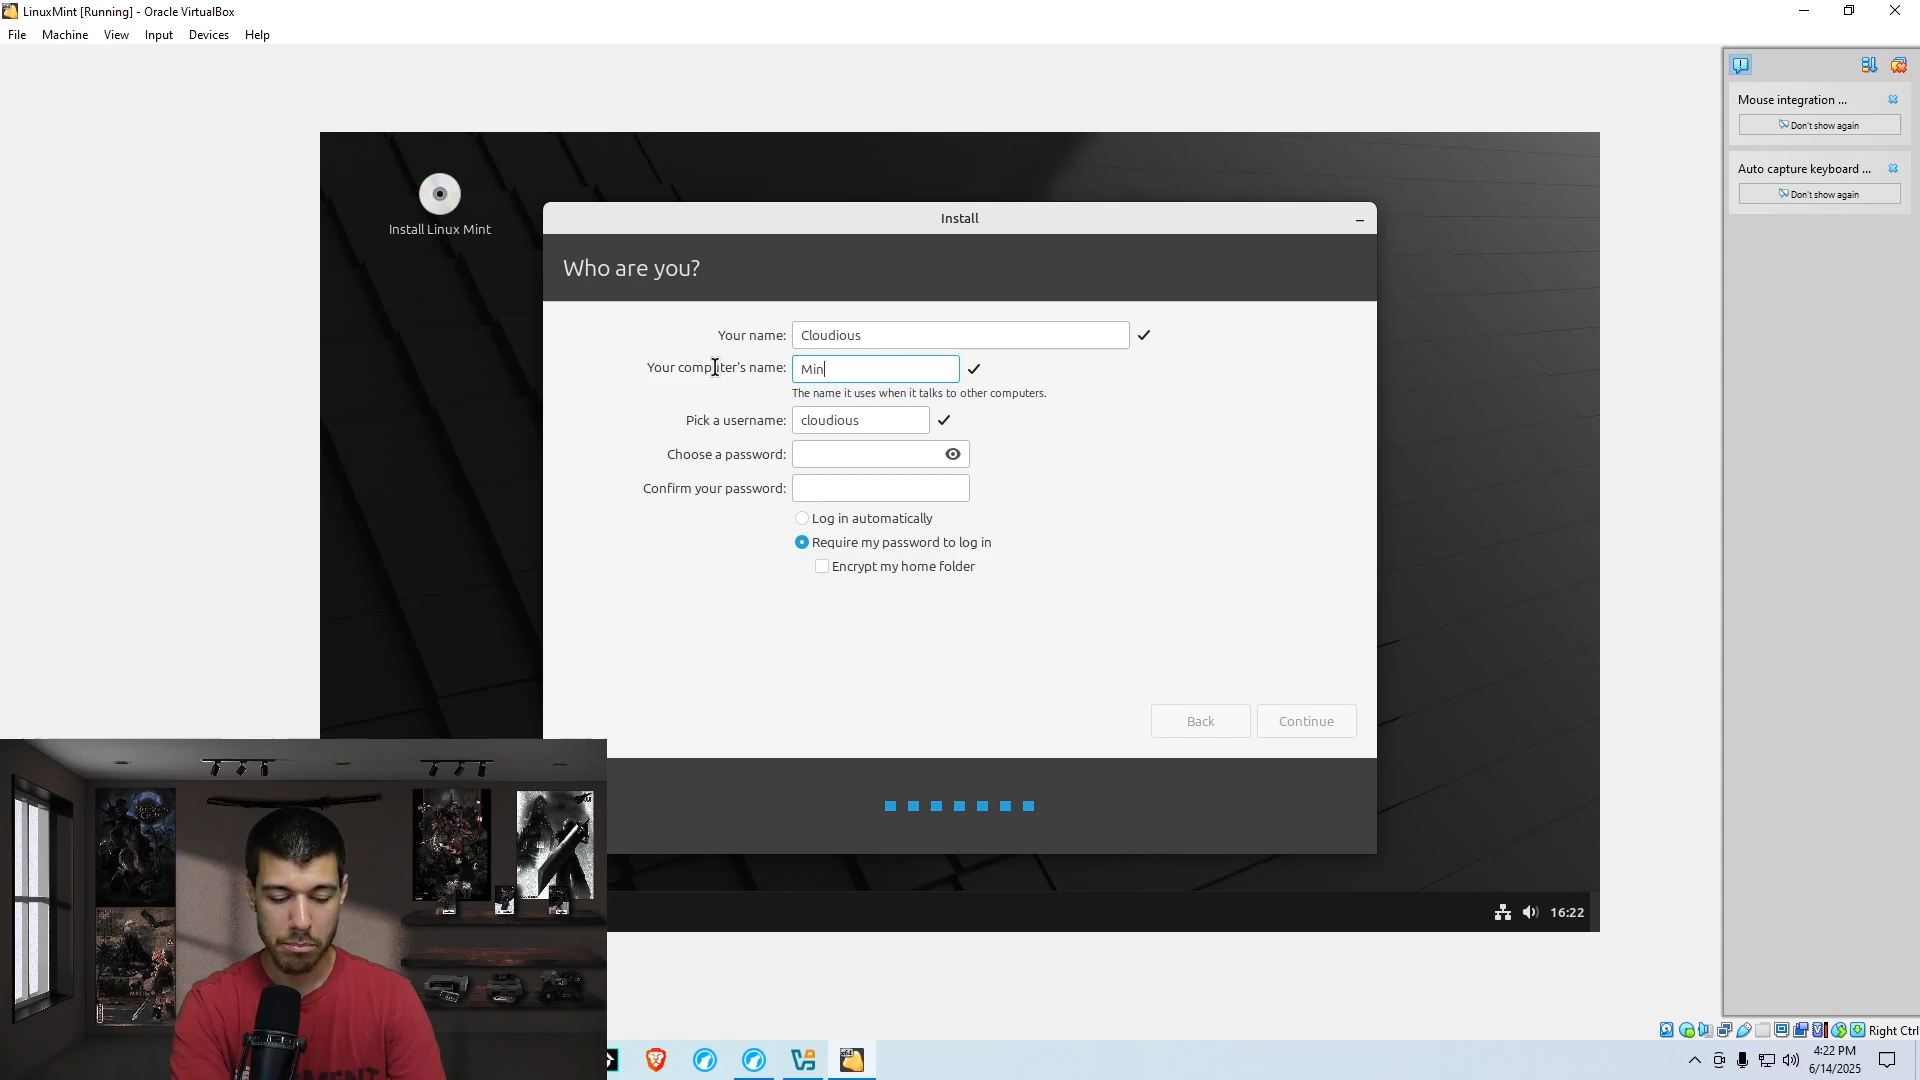 LinuxMint [Running] - Oracle VirtualBox
File Machine View Input Devices Help
Mouse integration ...
Don't show again
Auto capture keyboard ...
Don't show again
Install Linux Mint
Install
Who are you?
Your name: Cloudious
Your computer's name: Min
The name it uses when it talks to other computers.
Pick a username: cloudious
Choose a password:
Confirm your password:
Log in automatically
Require my password to log in
Encrypt my home folder
Back Continue
16:22
Right Ctrl
4:22 PM
6/14/2025